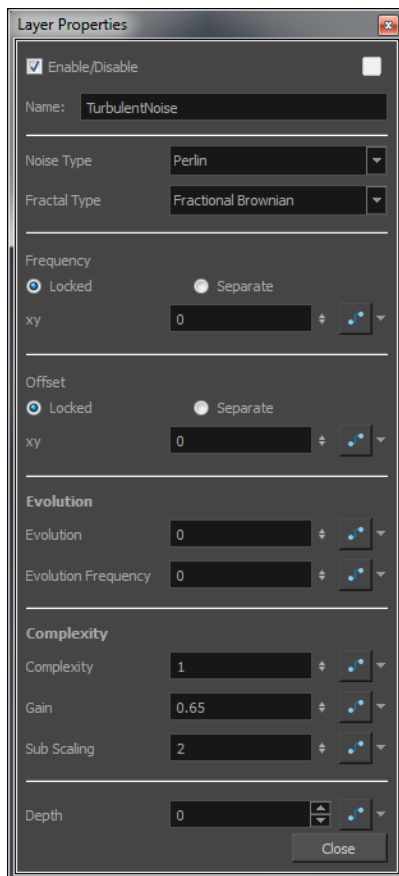 Layer Properties
Enable/Disable
Name: TurbulentNoise
Noise Type Perlin
Fractal Type Fractional Brownian
Frequency
Locked Separate
xy 0
Offset
Locked Separate
xy 0
Evolution
Evolution 0
Evolution Frequency 0
Complexity
Complexity 1
Gain 0.65
Sub Scaling 2
Depth 0
Close